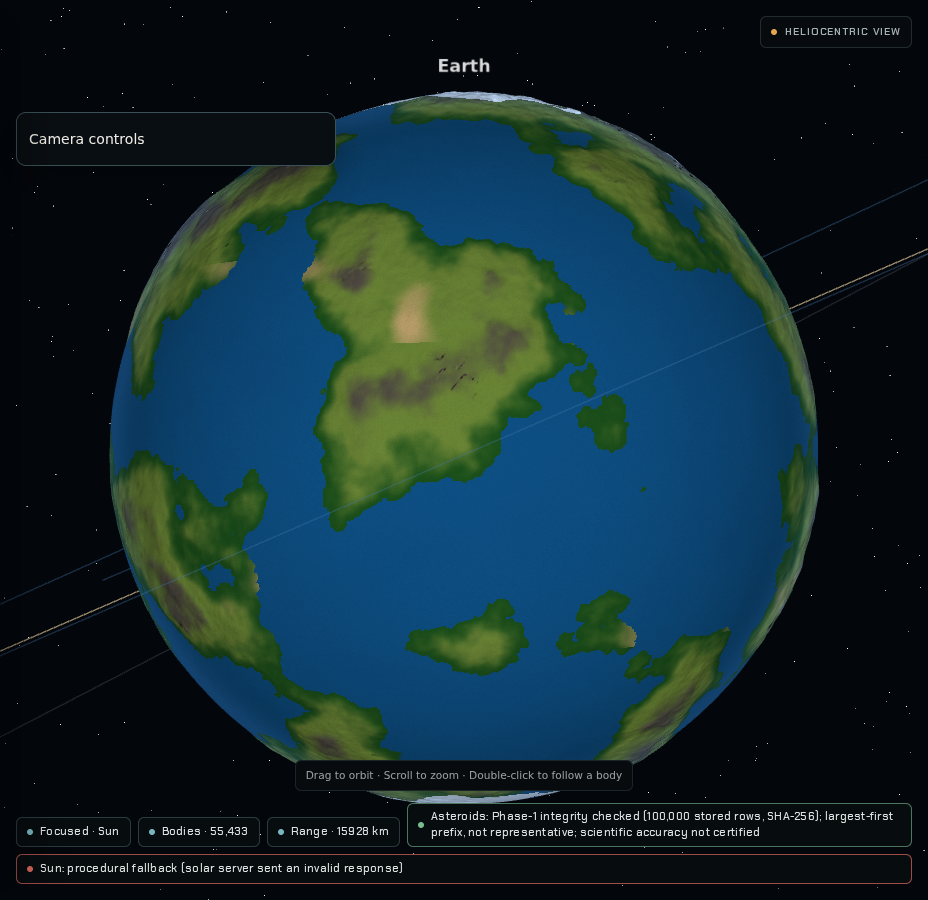 HELIOCENTRIC VIEW
Earth
Camera controls
Drag to orbit · Scroll to zoom · Double-click to follow a body
Focused · Sun
Bodies · 55,433
Range · 15928 km
Asteroids: Phase-1 integrity checked (100,000 stored rows, SHA-256); largest-first
prefix, not representative; scientific accuracy not certified
Sun: procedural fallback (solar server sent an invalid response)